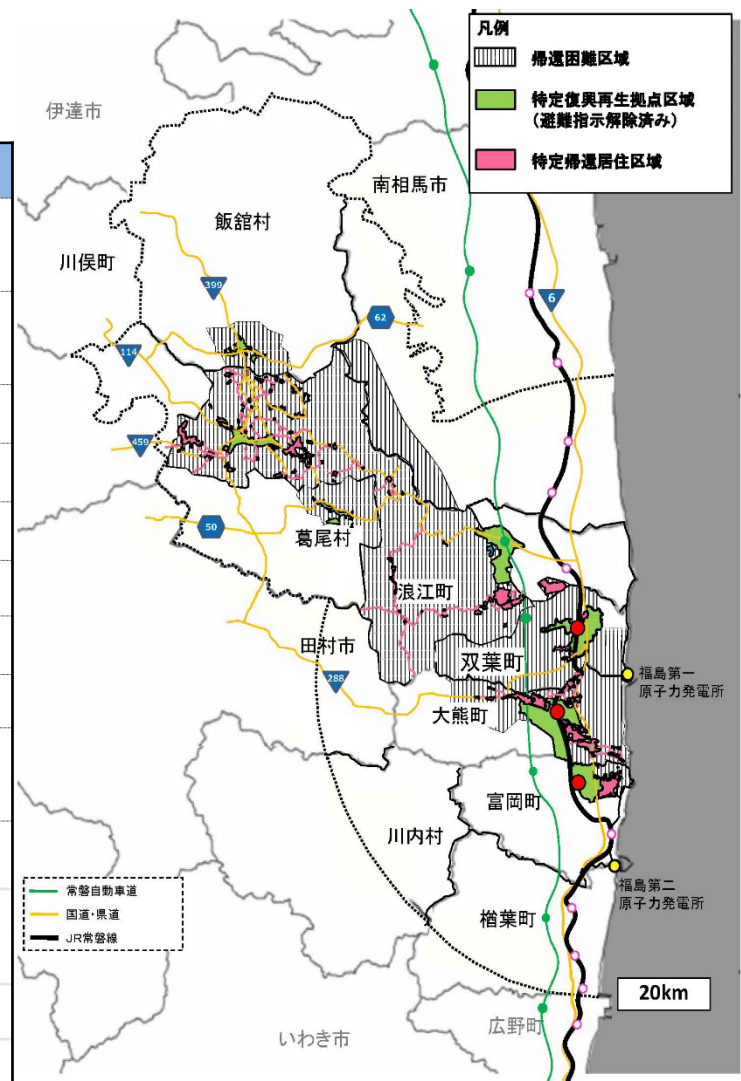 凡例
帰還困難区域
特定復興再生拠点区域
(避難指示解除済み)
特定帰還居住区域
伊達市
南相馬市
飯舘村
川俣町
399
6
62
114
459
50
葛尾村
浪江町
田村市
双葉町
288
大熊町
福島第一
原子力発電所
富岡町
川内村
福島第二
原子力発電所
常磐自動車道
国道・県道
JR常磐線
楢葉町
20km
広野町
いわき市